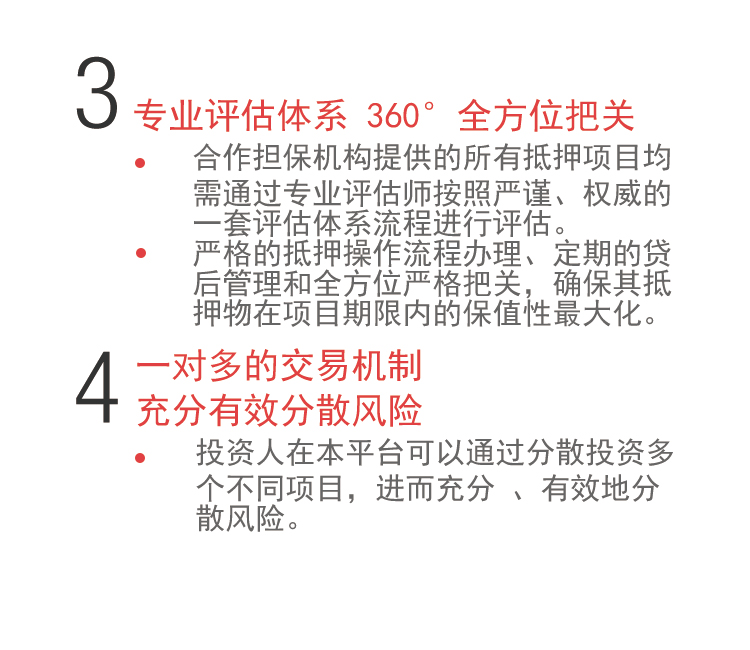 3
专业评估体系 360° 全方位把关
● 合作担保机构提供的所有抵押项目均
需通过专业评估师按照严谨、权威的
一套评估体系流程进行评估。
● 严格的抵押操作流程办理、定期的贷
后管理和全方位严格把关，确保其抵
押物在项目期限内的保值性最大化。
4
一对多的交易机制
充分有效分散风险
● 投资人在本平台可以通过分散投资多
个不同项目，进而充分 、有效地分
散风险。